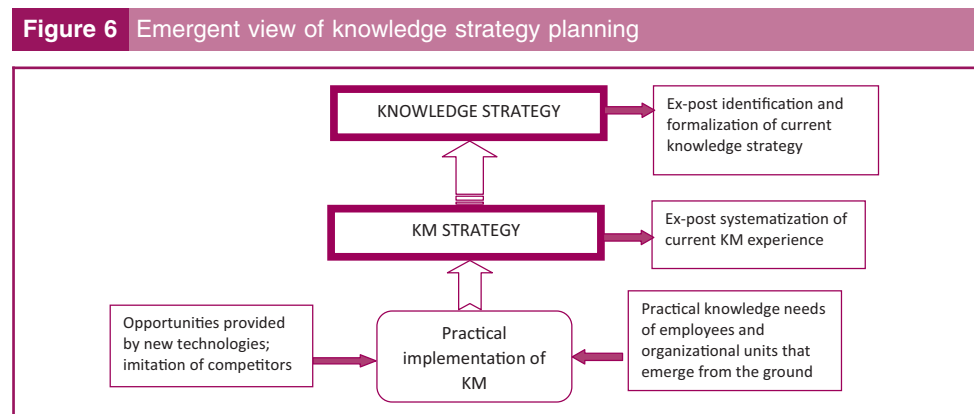 Figure 6 Emergent view of knowledge strategy planning
KNOWLEDGE STRATEGY
Ex-post identification and
formalization of current
knowledge strategy
KM STRATEGY
Ex-post systematization of
current KM experience
Opportunities provided
by new technologies;
imitation of competitors
Practical
implementation of
KM
Practical knowledge needs
of employees and
organizational units that
emerge from the ground